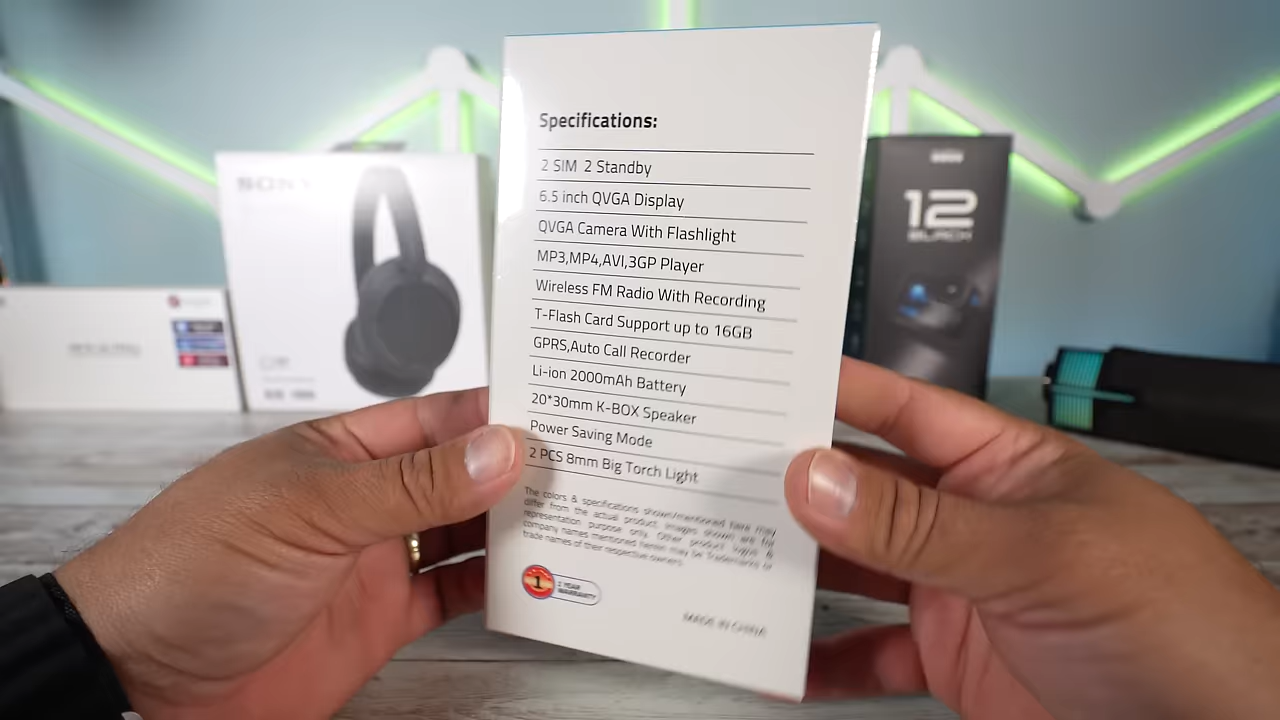 Specifications:
2 SIM 2 Standby
6.5 inch QVGA Display
QVGA Camera With Flashlight
MP3,MP4,AVI,3GP Player
Wireless FM Radio With Recording
T-Flash Card Support up to 16GB
GPRS,Auto Call Recorder
Li-ion 2000mAh Battery
20*30mm K-BOX Speaker
Power Saving Mode
2 PCS 8mm Big Torch Light
The colors & specifications shown/mentioned here may
differ from the actual product. Images shown are for
representation purpose only. Other product logos &
company names mentioned herein may be Trademarks or
trade names of their respective owners.
1
YEAR
WARRANTY
MADE IN CHINA
SONY
12
BLACK